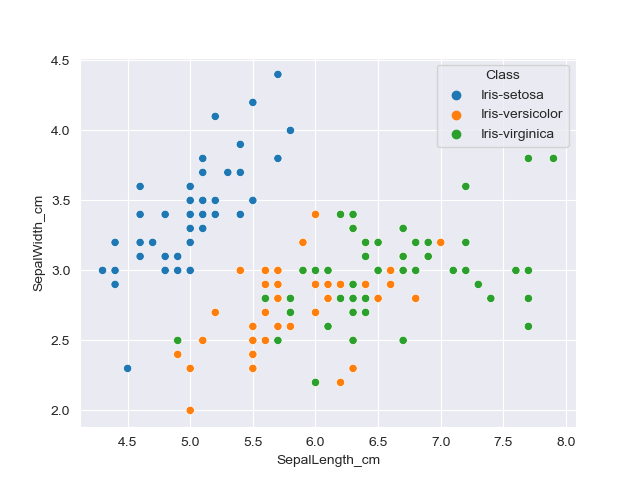 Class
Iris-setosa
Iris-versicolor
Iris-virginica
SepalWidth_cm
4.5
4.0
3.5
3.0
2.5
2.0
4.5 5.0 5.5 6.0 6.5 7.0 7.5 8.0
SepalLength_cm